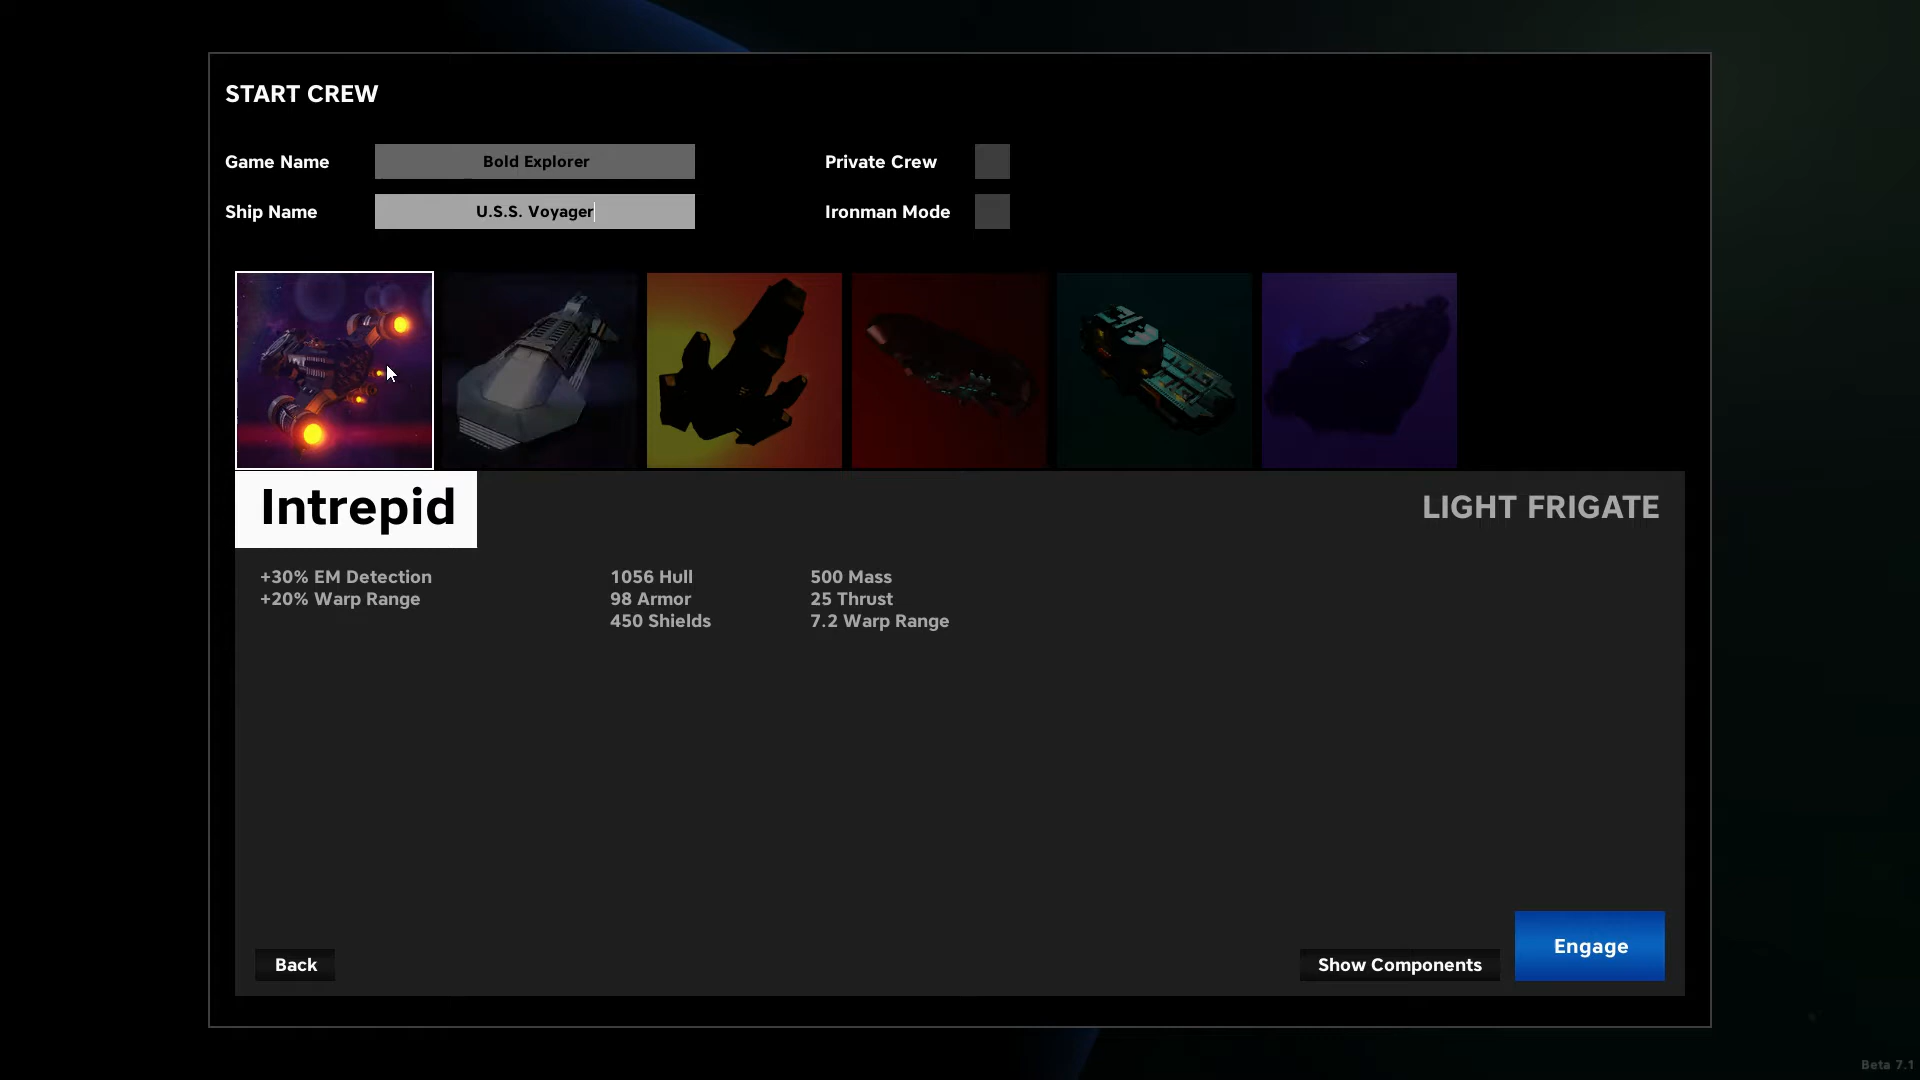 START CREW
Game Name
Bold Explorer
Private Crew
Ship Name
U.S.S. Voyager
Ironman Mode
Intrepid
LIGHT FRIGATE
+30% EM Detection
+20% Warp Range
1056 Hull
98 Armor
450 Shields
500 Mass
25 Thrust
7.2 Warp Range
Back
Show Components
Engage
Beta 7.1